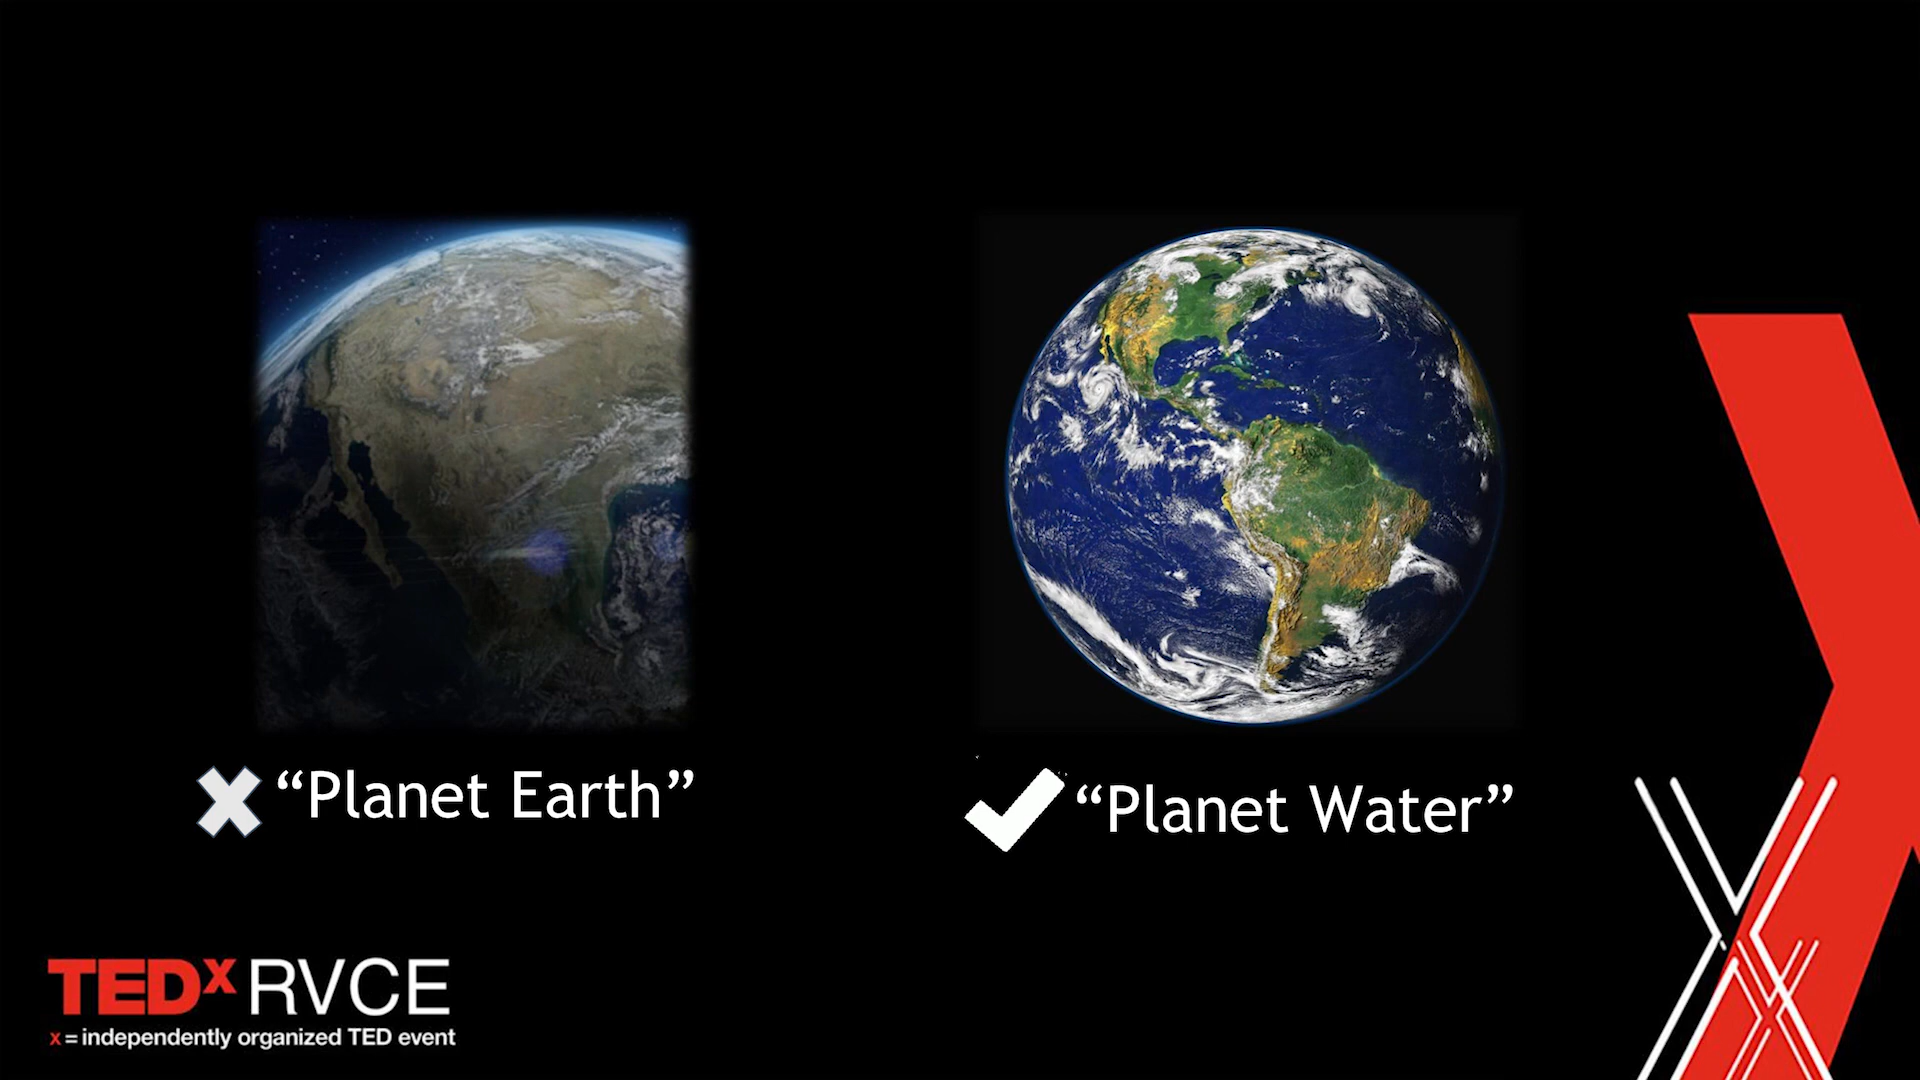 “Planet Earth”
“Planet Water”
TEDx RVCE
x = independently organized TED event